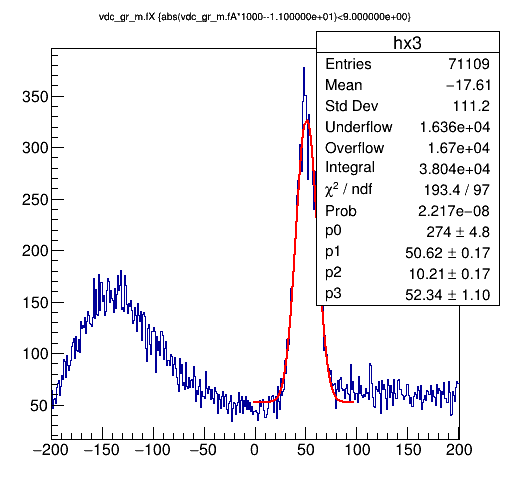 vdc_gr_m.fX {abs(vdc_gr_m.fA*1000--1.100000e+01)<9.000000e+00}
hx3
Entries 71109
Mean −17.61
Std Dev 111.2
Underflow 1.636e+04
Overflow 1.67e+04
Integral 3.804e+04
χ² / ndf 193.4 / 97
Prob 2.217e−08
p0 274 ± 4.8
p1 50.62 ± 0.17
p2 10.21 ± 0.17
p3 52.34 ± 1.10
350
300
250
200
150
100
50
−200 −150 −100 −50 0 50 100 150 200